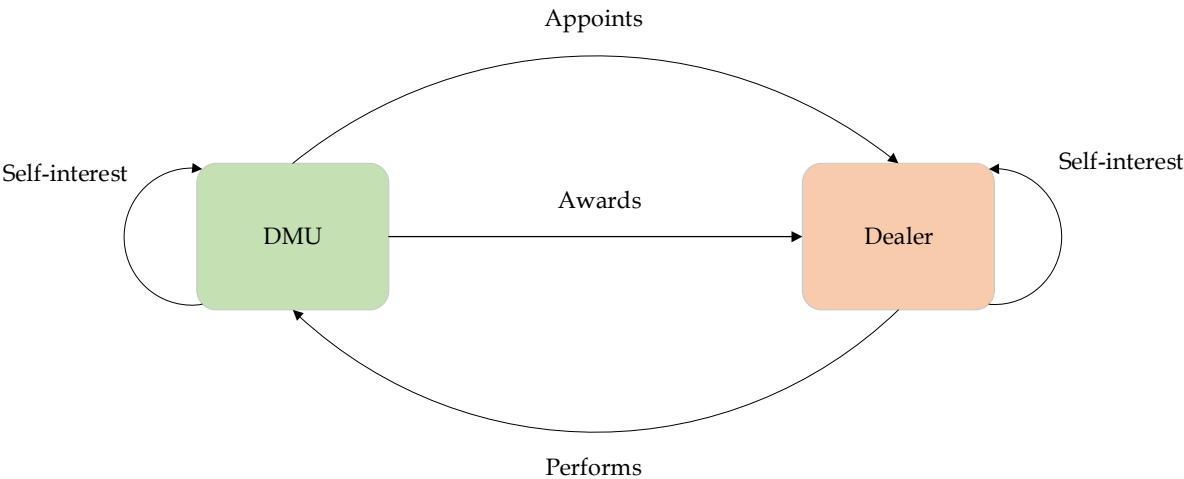 Appoints
Self-interest
Self-interest
Awards
DMU
Dealer
Performs